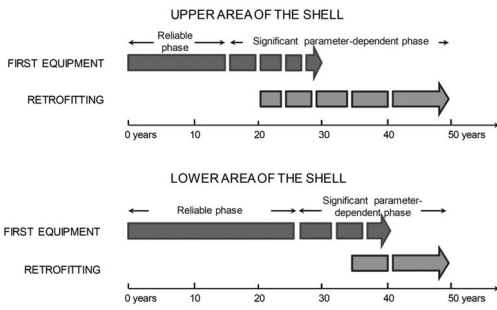 UPPER AREA OF THE SHELL
Reliable phase
Significant parameter-dependent phase
FIRST EQUIPMENT
RETROFITTING
0 years 10 20 30 40 50 years
LOWER AREA OF THE SHELL
Reliable phase
Significant parameter-
dependent phase
FIRST EQUIPMENT
RETROFITTING
0 years 10 20 30 40 50 years